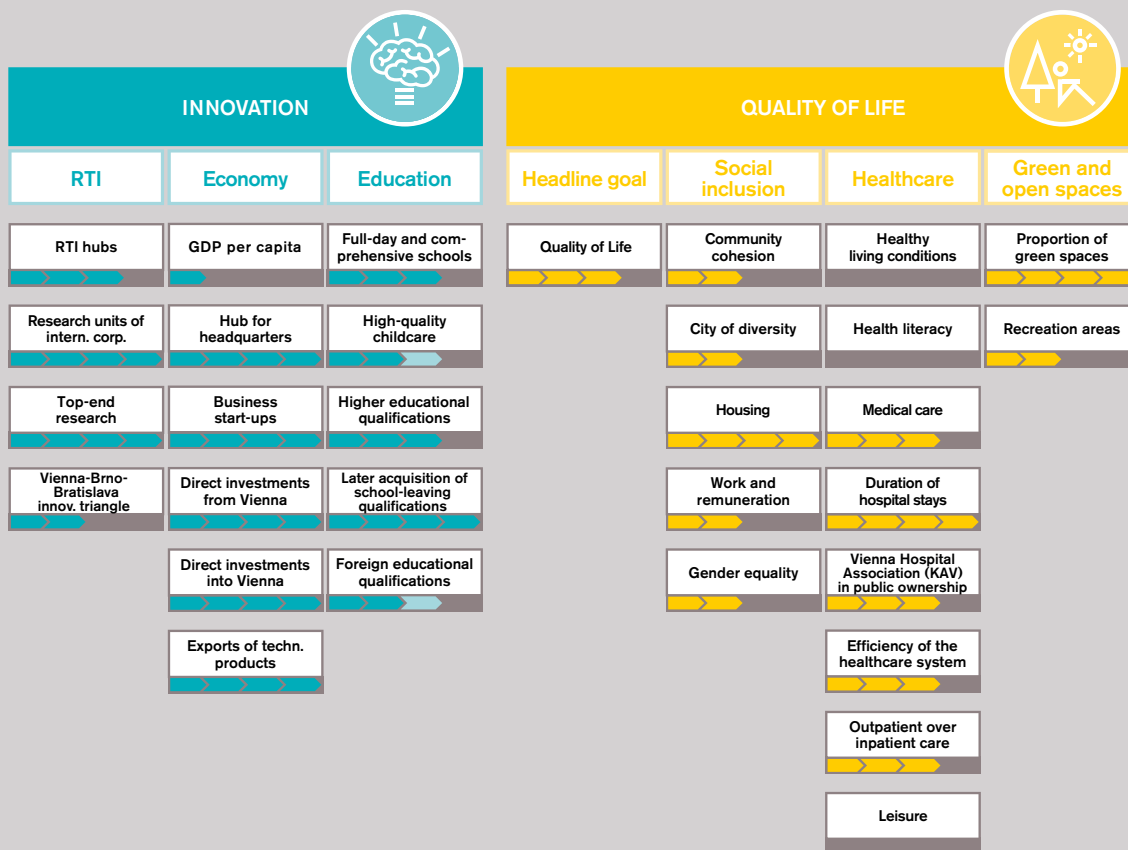 INNOVATION
QUALITY OF LIFE
RTI
Economy
Education
Headline goal
Social
inclusion
Healthcare
Green and
open spaces
RTI hubs
GDP per capita
Full-day and com-
prehensive schools
Quality of Life
Community
cohesion
Healthy
living conditions
Proportion of
green spaces
Research units of
intern. corp.
Hub for
headquarters
High-quality
childcare
City of diversity
Health literacy
Recreation areas
Top-end
research
Business
start-ups
Higher educational
qualifications
Housing
Medical care
Vienna-Brno-
Bratislava
innov. triangle
Direct investments
from Vienna
Later acquisition of
school-leaving
qualifications
Work and
remuneration
Duration of
hospital stays
Direct investments
into Vienna
Foreign educational
qualifications
Gender equality
Vienna Hospital
Association (KAV)
in public ownership
Exports of techn.
products
Efficiency of the
healthcare system
Outpatient over
inpatient care
Leisure